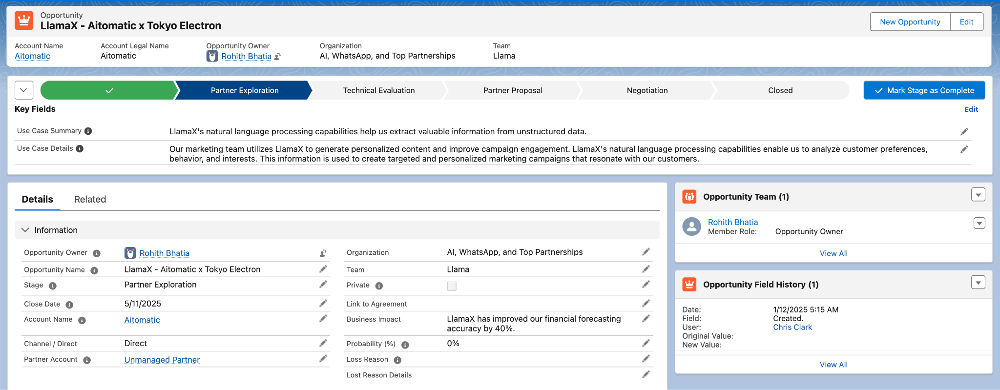 Opportunity
LlamaX - Aitomatic x Tokyo Electron
New Opportunity
Edit
Account Name
Aitomatic
Account Legal Name
Aitomatic
Opportunity Owner
Rohith Bhatia
Organization
AI, WhatsApp, and Top Partnerships
Team
Llama
Partner Exploration
Technical Evaluation
Partner Proposal
Negotiation
Closed
Mark Stage as Complete
Key Fields
Edit
Use Case Summary
LlamaX's natural language processing capabilities help us extract valuable information from unstructured data.
Use Case Details
Our marketing team utilizes LlamaX to generate personalized content and improve campaign engagement. LlamaX's natural language processing capabilities enable us to analyze customer preferences,
behavior, and interests. This information is used to create targeted and personalized marketing campaigns that resonate with our customers.
Details
Related
Information
Opportunity Owner
Rohith Bhatia
Opportunity Name
LlamaX - Aitomatic x Tokyo Electron
Stage
Partner Exploration
Close Date
5/11/2025
Account Name
Aitomatic
Channel / Direct
Direct
Partner Account
Unmanaged Partner
Organization
AI, WhatsApp, and Top Partnerships
Team
Llama
Private
Link to Agreement
Business Impact
LlamaX has improved our financial forecasting
accuracy by 40%.
Probability (%)
0%
Loss Reason
Lost Reason Details
Opportunity Team (1)
Rohith Bhatia
Member Role:
Opportunity Owner
View All
Opportunity Field History (1)
Date:
1/12/2025 5:15 AM
Field:
Created.
User:
Chris Clark
Original Value:
New Value:
View All